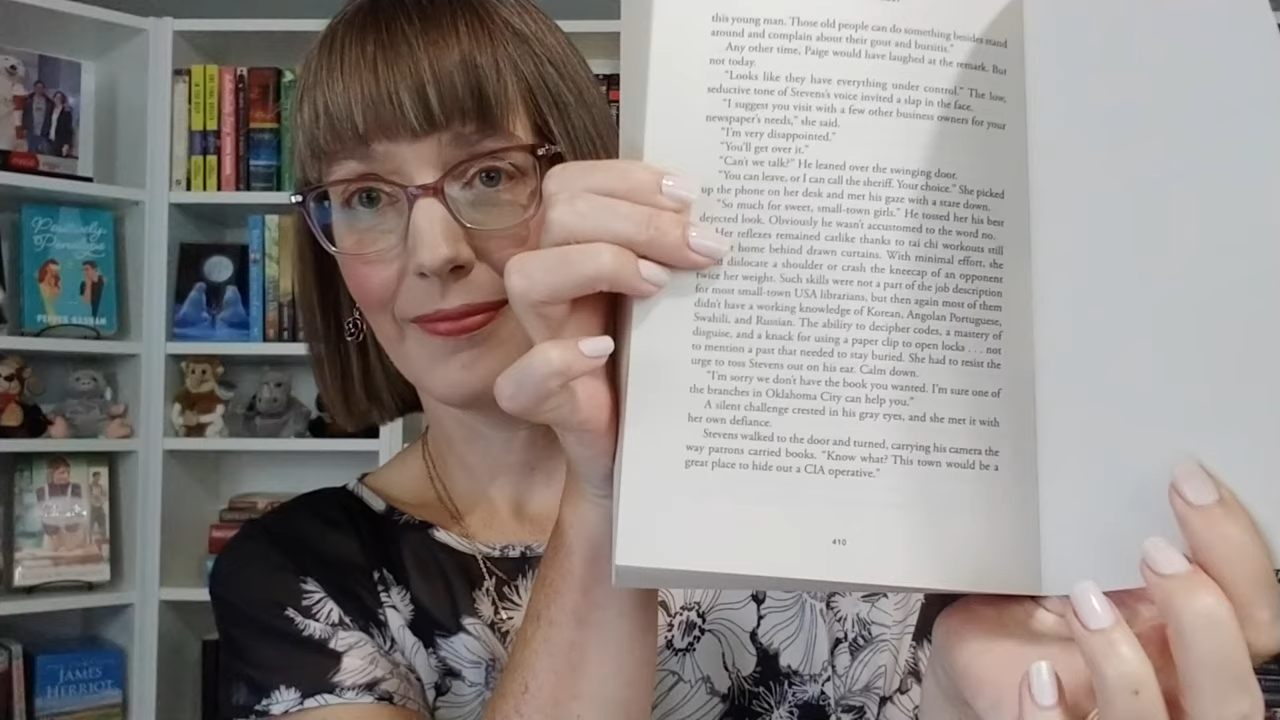 this young man. Those old people can do something besides stand
around and complain about their gout and bursitis."
Any other time, Paige would have laughed at the remark. But
not today.
"Looks like they have everything under control." The low,
seductive tone of Stevens's voice invited a slap in the face.
"I suggest you visit with a few other business owners for your
newspaper's needs," she said.
"I'm very disappointed."
"You'll get over it."
"Can't we talk?" He leaned over the swinging door.
"You can leave, or I can call the sheriff. Your choice." She picked
up the phone on her desk and met his gaze with a stare down.
"So much for sweet, small-town girls." He tossed her his best
dejected look. Obviously he wasn't accustomed to the word no.
Her reflexes remained catlike thanks to tai chi workouts still
t home behind drawn curtains. With minimal effort, she
d dislocate a shoulder or crash the kneecap of an opponent
twice her weight. Such skills were not a part of the job description
for most small-town USA librarians, but then again most of them
didn't have a working knowledge of Korean, Angolan Portuguese,
Swahili, and Russian. The ability to decipher codes, a mastery of
disguise, and a knack for using a paper clip to open locks . . . not
to mention a past that needed to stay buried. She had to resist the
urge to toss Stevens out on his ear. Calm down.
"I'm sorry we don't have the book you wanted. I'm sure one of
the branches in Oklahoma City can help you."
A silent challenge crested in his gray eyes, and she met it with
her own defiance.
Stevens walked to the door and turned, carrying his camera the
way patrons carried books. "Know what? This town would be a
great place to hide out a CIA operative."
410
Positively, Penelope
PEPPER BASHAM
JAMES
HERRIOT